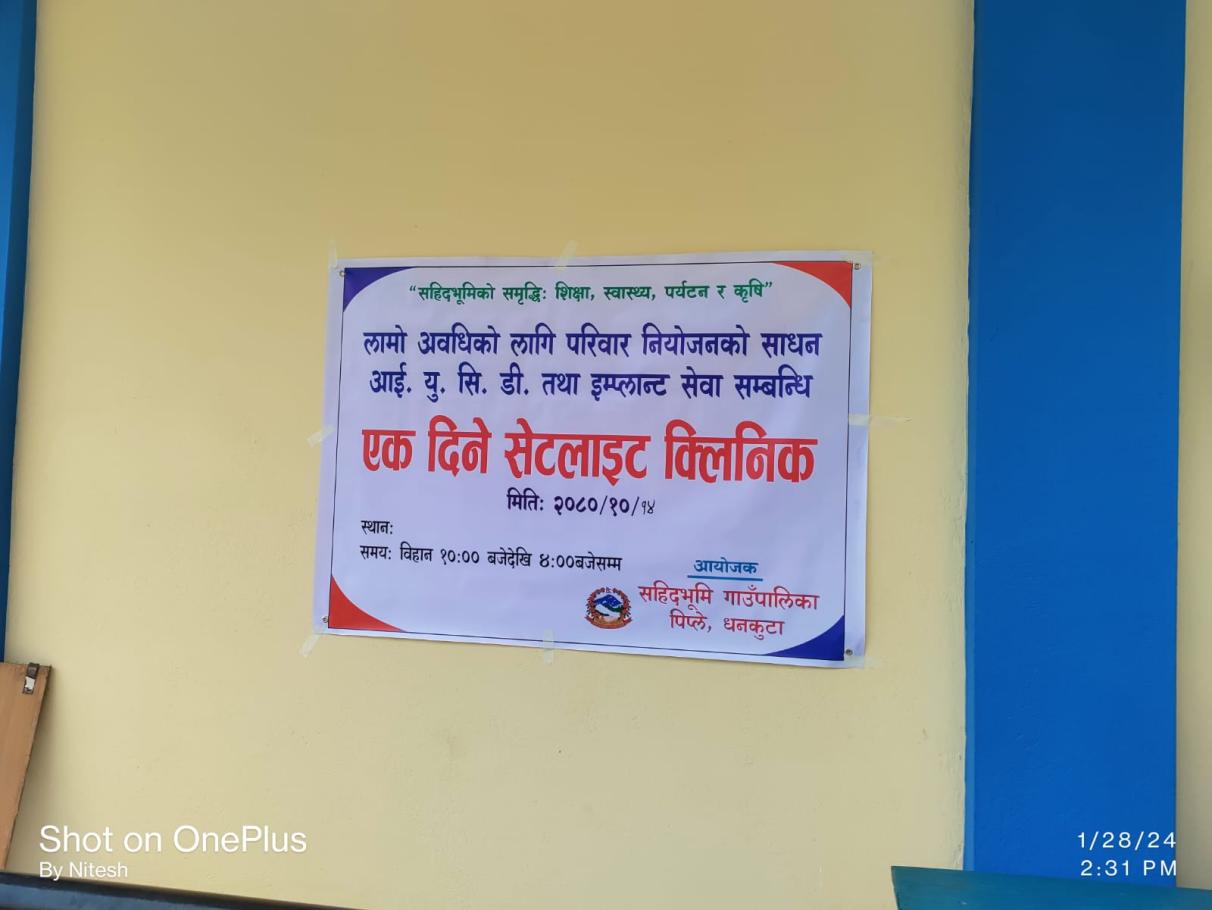 “सहिदभूमिको समृद्धिः शिक्षा, स्वास्थ्य, पर्यटन र कृषि”
लामो अवधिको लागि परिवार नियोजनको साधन
आई. यु. सि. डी. तथा इम्प्लान्ट सेवा सम्बन्धि
एक दिने सेटलाइट क्लिनिक
मितिः २०८०/१०/१४
स्थानः
समयः विहान १०:०० बजेदेखि ४:००बजेसम्म
आयोजक
सहिदभूमि गाउँपालिका
पिप्ले, धनकुटा
Shot on OnePlus
By Nitesh
1/28/24
2:31 PM